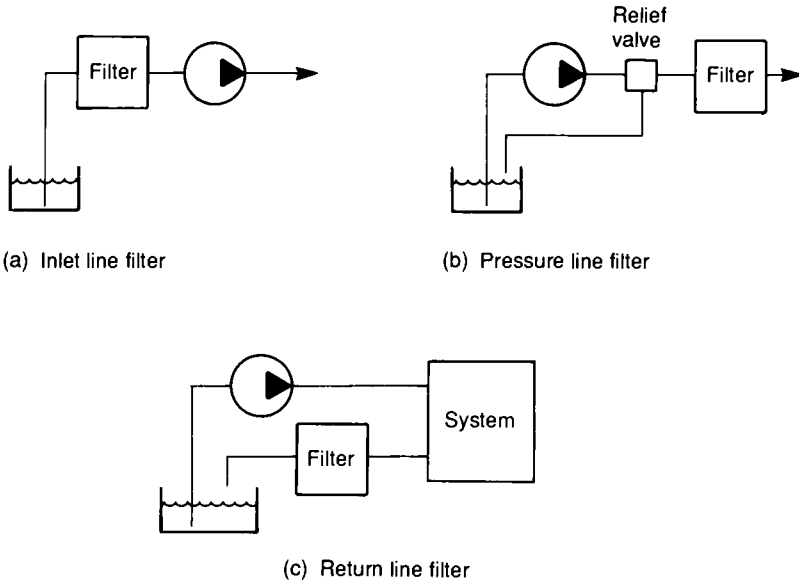 Filter
(a) Inlet line filter
Relief
valve
Filter
(b) Pressure line filter
System
Filter
(c) Return line filter